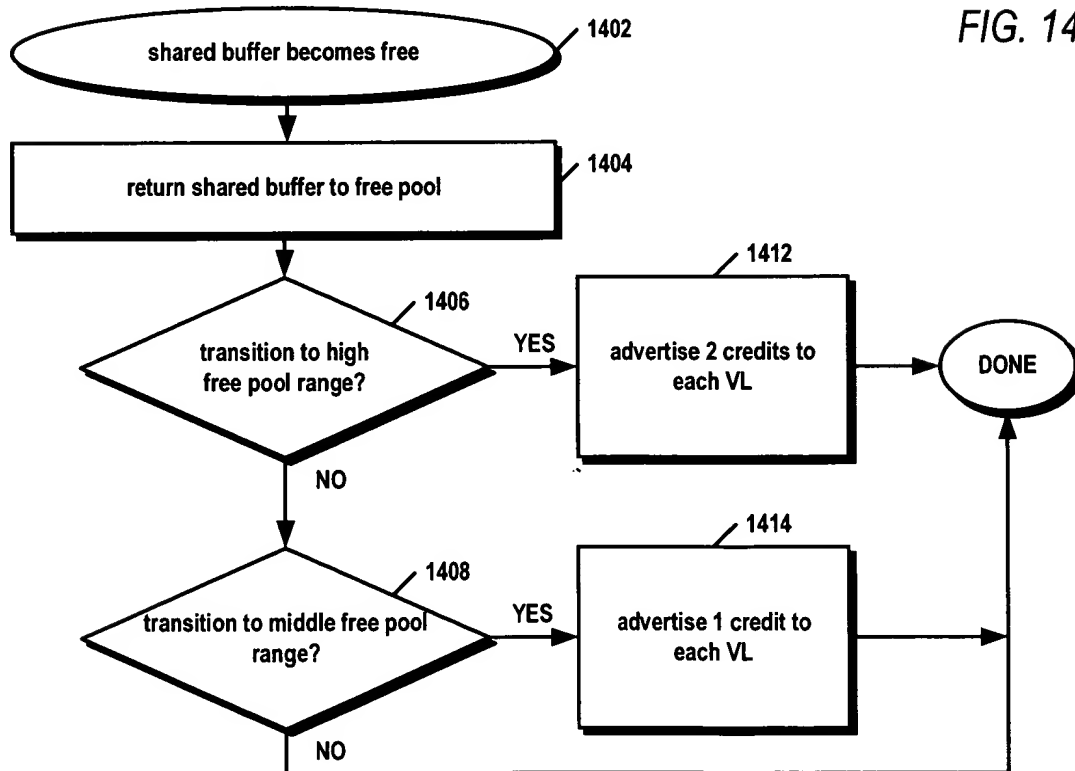 FIG. 14
shared buffer becomes free
1402
return shared buffer to free pool
1404
1406
transition to high
free pool range?
YES
1412
advertise 2 credits to
each VL
DONE
NO
1408
transition to middle free pool
range?
YES
1414
advertise 1 credit to
each VL
NO